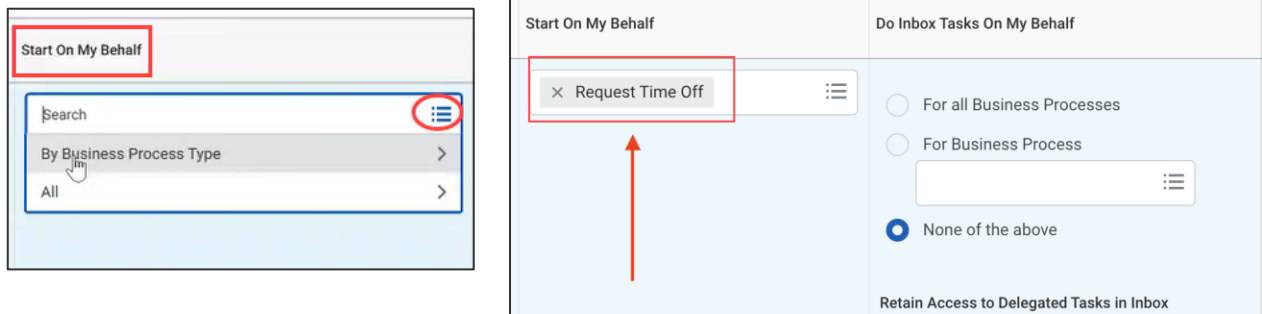 Start On My Behalf
Search
By Business Process Type
All
Start On My Behalf
Do Inbox Tasks On My Behalf
Request Time Off
For all Business Processes
For Business Process
None of the above
Retain Access to Delegated Tasks in Inbox